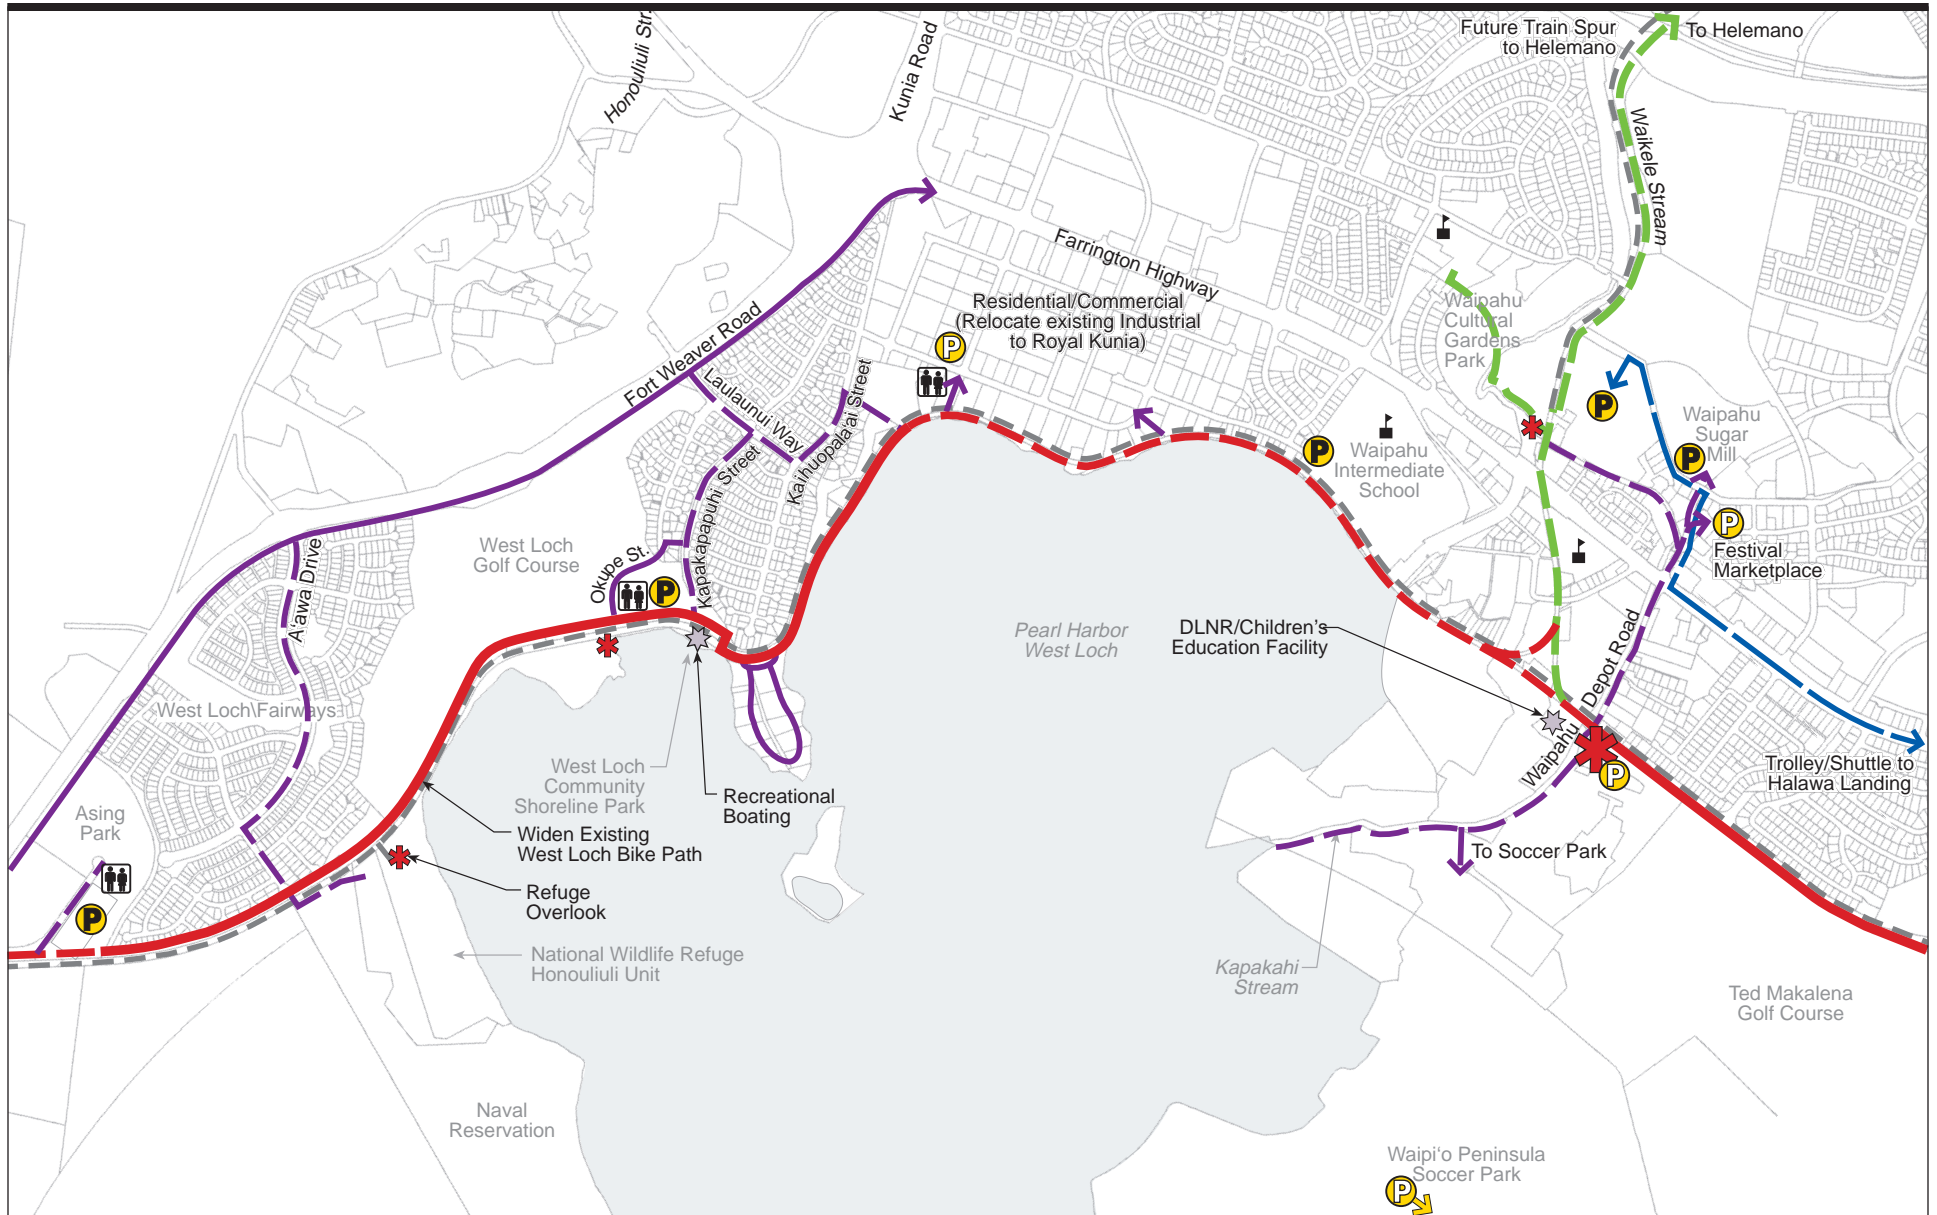 Honouliuli Str.
Kunia Road
Future Train Spur
to Helemano
To Helemano
Waikele Stream
Farrington Highway
Residential/Commercial
(Relocate existing Industrial
to Royal Kunia)
P
Waipahu
Cultural
Gardens
Park
Fort Weaver Road
Laulaunui Way
Kaihuopala'ai Street
Kapakapapuhi Street
P
P
Waipahu
Sugar
Mill
P
P
Waipahu
Intermediate
School
P
Festival
Marketplace
West Loch
Golf Course
Okupe St.
P
A'awa Drive
Pearl Harbor
West Loch
DLNR/Children's
Education Facility
Waipahu Depot Road
P
Trolley/Shuttle to
Halawa Landing
West Loch\Fairways
West Loch
Community
Shoreline Park
Recreational
Boating
Asing
Park
P
Widen Existing
West Loch Bike Path
Refuge
Overlook
To Soccer Park
National Wildlife Refuge
Honouliuli Unit
Kapakahi
Stream
Ted Makalena
Golf Course
Naval
Reservation
Waipi'o Peninsula
Soccer Park
P